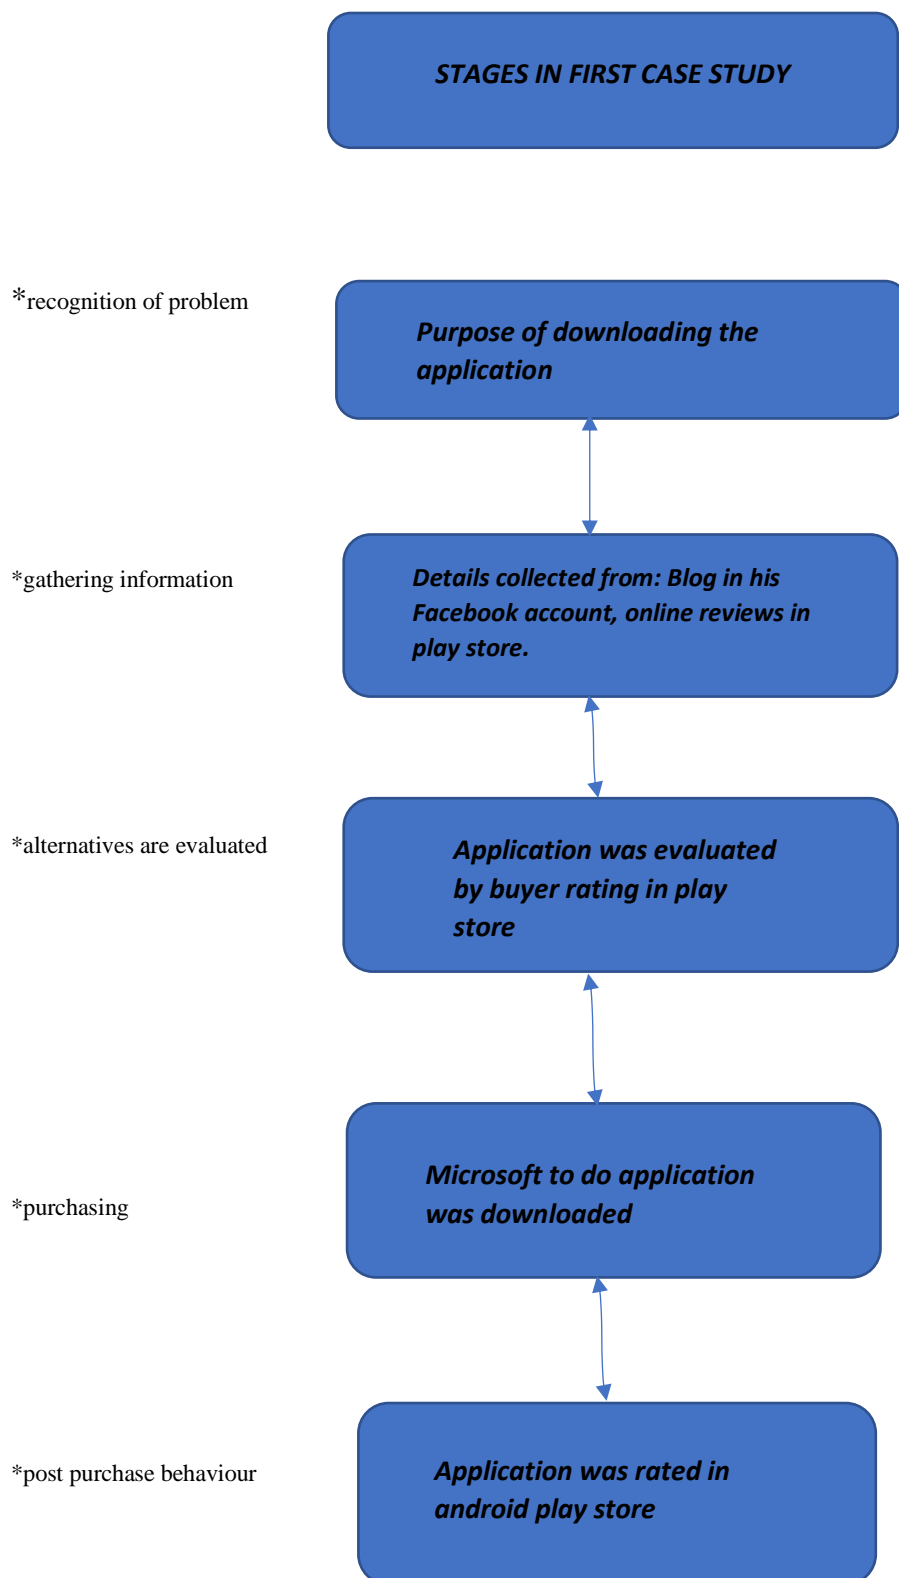 STAGES IN FIRST CASE STUDY
*recognition of problem
Purpose of downloading the
application
*gathering information
Details collected from: Blog in his
Facebook account, online reviews in
play store.
*alternatives are evaluated
Application was evaluated
by buyer rating in play
store
*purchasing
Microsoft to do application
was downloaded
*post purchase behaviour
Application was rated in
android play store